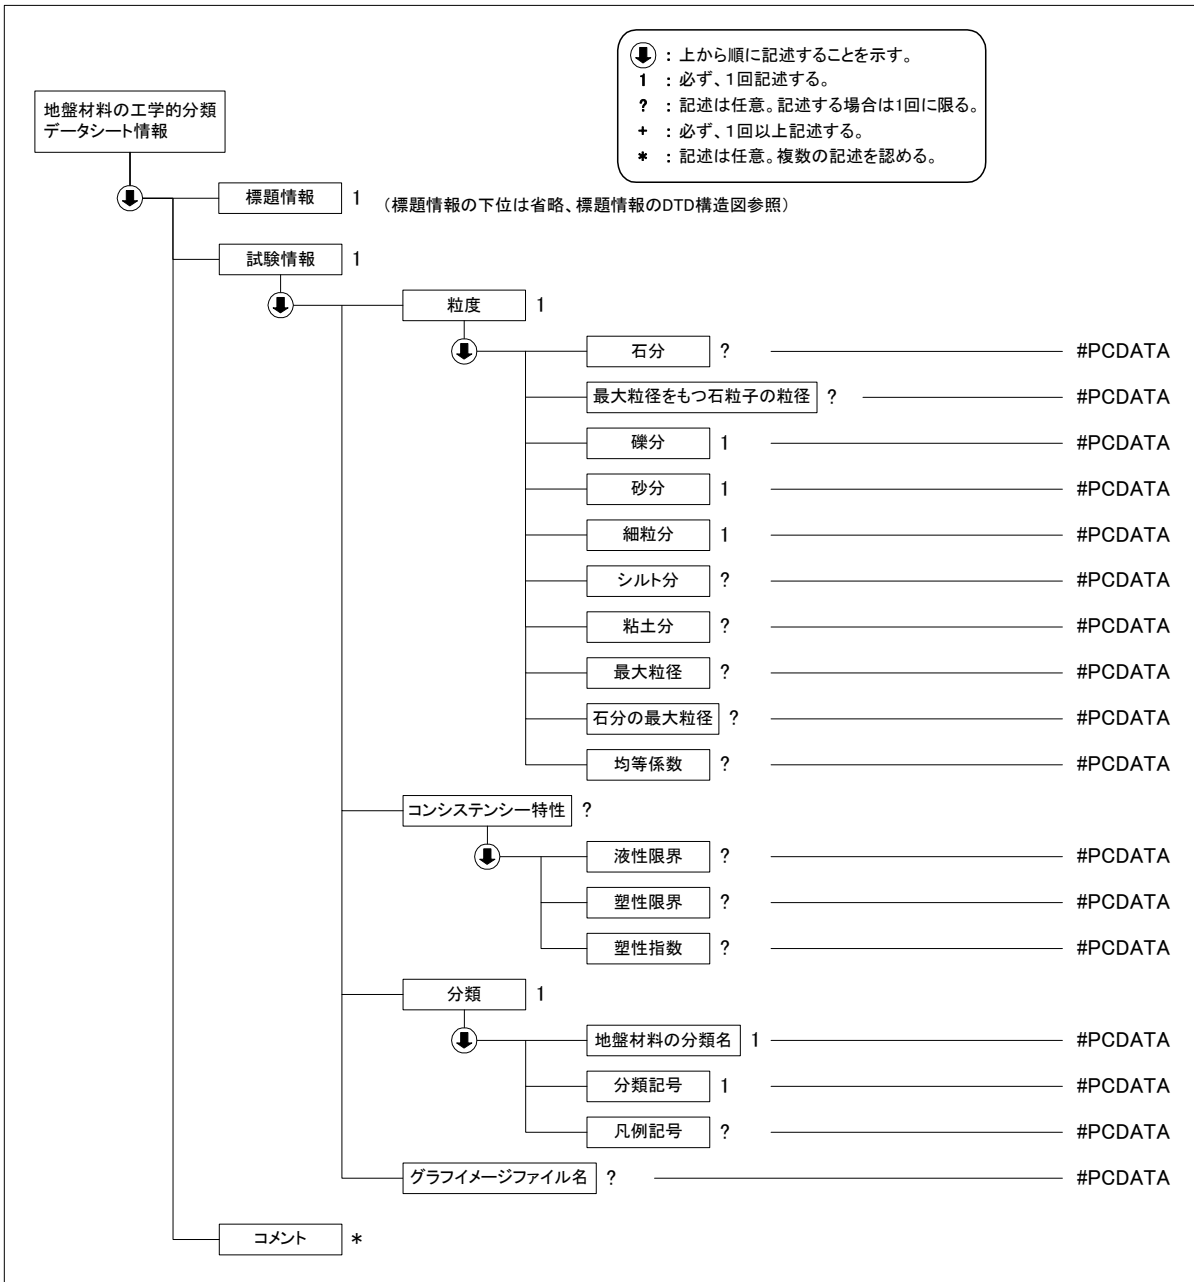 ： 上から順に記述することを示す。
1 ： 必ず、1回記述する。
? ： 記述は任意。記述する場合は1回に限る。
+ ： 必ず、1回以上記述する。
* ： 記述は任意。複数の記述を認める。
地盤材料の工学的分類
データシート情報
標題情報 1 （標題情報の下位は省略、標題情報のDTD構造図参照）
試験情報 1
粒度 1
石分 ? #PCDATA
最大粒径をもつ石粒子の粒径 ? #PCDATA
礫分 1 #PCDATA
砂分 1 #PCDATA
細粒分 1 #PCDATA
シルト分 ? #PCDATA
粘土分 ? #PCDATA
最大粒径 ? #PCDATA
石分の最大粒径 ? #PCDATA
均等係数 ? #PCDATA
コンシステンシー特性 ?
液性限界 ? #PCDATA
塑性限界 ? #PCDATA
塑性指数 ? #PCDATA
分類 1
地盤材料の分類名 1 #PCDATA
分類記号 1 #PCDATA
凡例記号 ? #PCDATA
グラフイメージファイル名 ? #PCDATA
コメント *